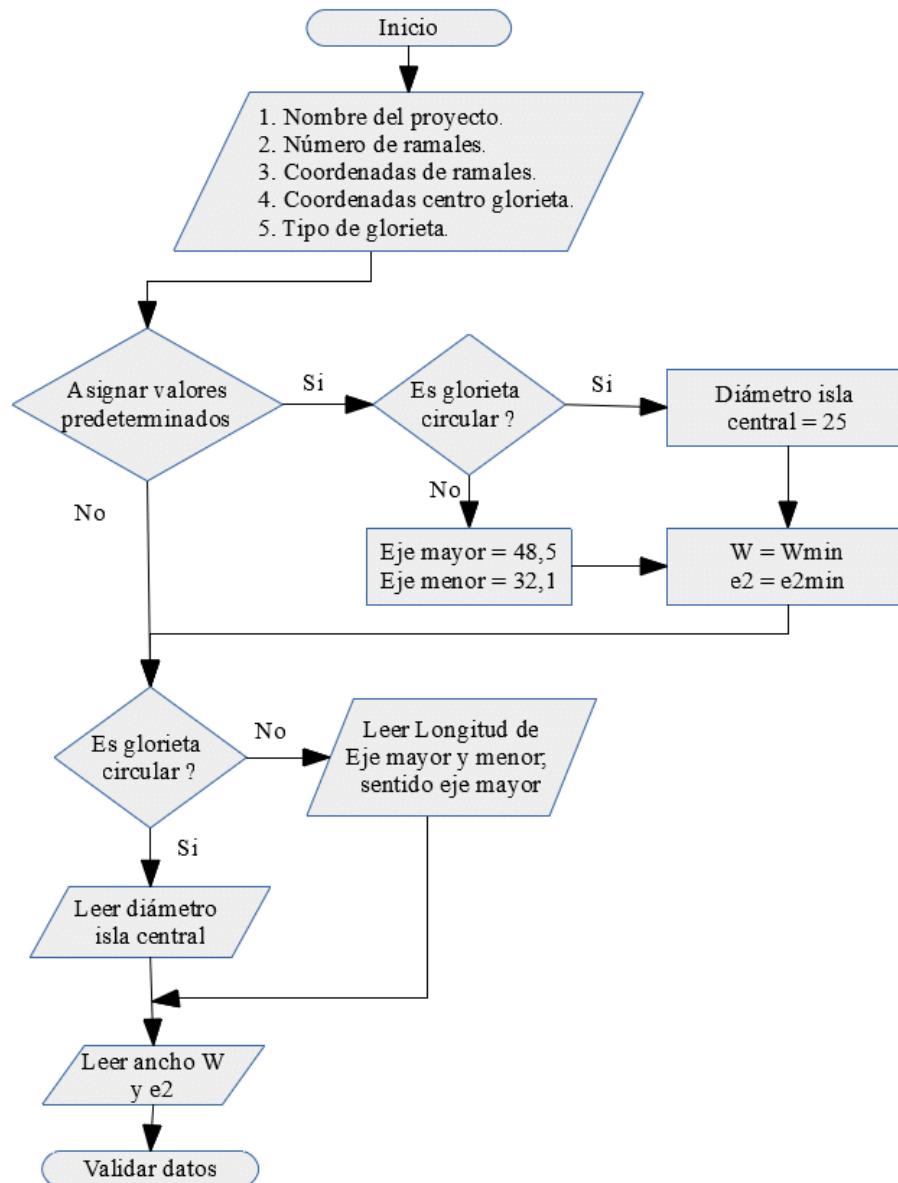 Inicio
1. Nombre del proyecto.
2. Número de ramales.
3. Coordenadas de ramales.
4. Coordenadas centro glorieta.
5. Tipo de glorieta.
Asignar valores
predeterminados
Si
Es glorieta
circular ?
Si
Diámetro isla
central = 25
No
No
Eje mayor = 48,5
Eje menor = 32,1
W = Wmin
e2 = e2min
Es glorieta
circular ?
No
Leer Longitud de
Eje mayor y menor;
sentido eje mayor
Si
Leer diámetro
isla central
Leer ancho W
y e2
Validar datos